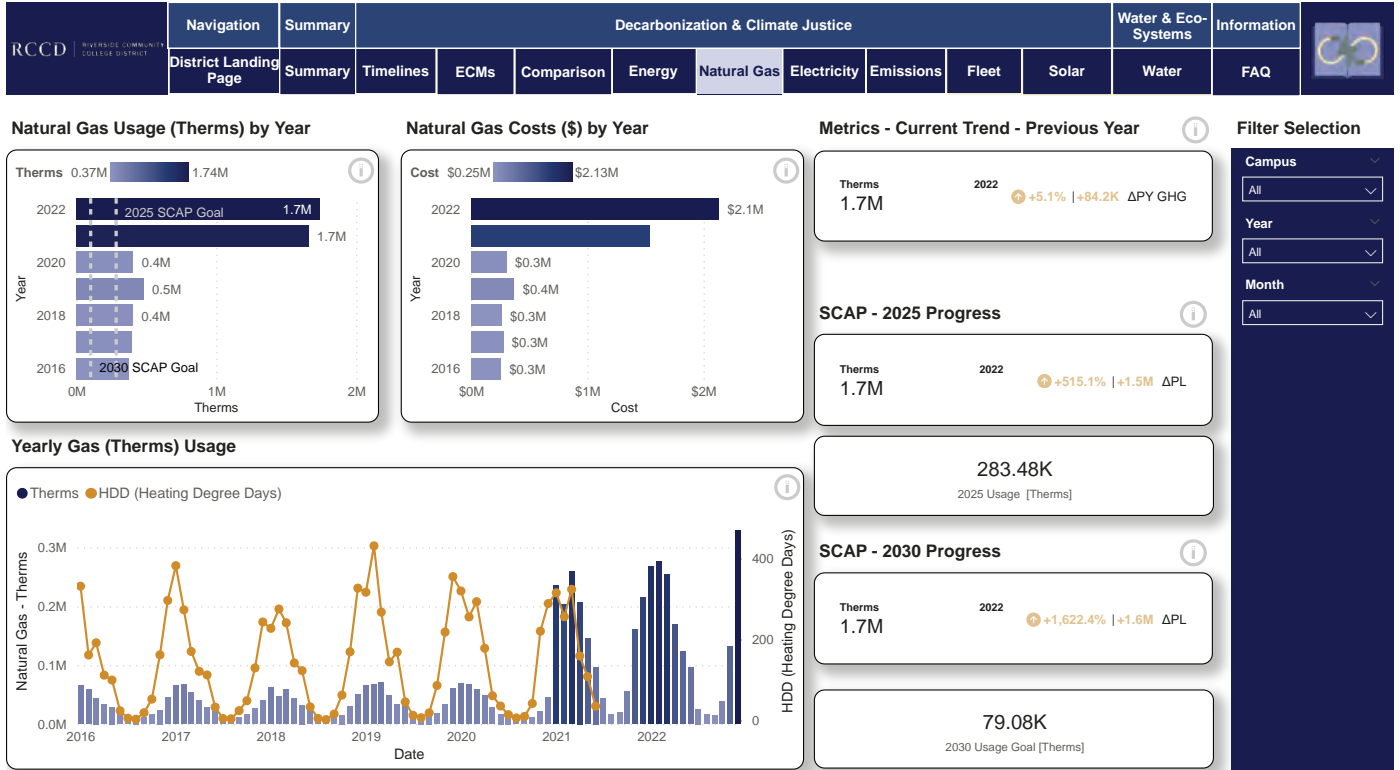 RCCD
RIVERSIDE COMMUNITY
COLLEGE DISTRICT
Navigation
Summary
Decarbonization & Climate Justice
Water & Eco-
Systems
Information
District Landing
Page
Summary
Timelines
ECMs
Comparison
Energy
Natural Gas
Electricity
Emissions
Fleet
Solar
Water
FAQ
Natural Gas Usage (Therms) by Year
Therms 0.37M 1.74M
i
2022
2025 SCAP Goal
1.7M
1.7M
2020
0.4M
0.5M
2018
0.4M
2016
2030 SCAP Goal
0M 1M 2M
Therms
Year
Natural Gas Costs ($) by Year
Cost $0.25M $2.13M
i
2022
$2.1M
2020
$0.3M
$0.4M
2018
$0.3M
$0.3M
2016
$0.3M
$0M $1M $2M
Cost
Year
Yearly Gas (Therms) Usage
Therms HDD (Heating Degree Days)
i
Natural Gas - Therms
0.3M
0.2M
0.1M
0.0M
400
200
0
HDD (Heating Degree Days)
2016 2017 2018 2019 2020 2021 2022
Date
Metrics - Current Trend - Previous Year
i
Therms
1.7M
2022
+5.1% |+84.2K ΔPY GHG
SCAP - 2025 Progress
i
Therms
1.7M
2022
+515.1% |+1.5M ΔPL
283.48K
2025 Usage [Therms]
SCAP - 2030 Progress
i
Therms
1.7M
2022
+1,622.4% |+1.6M ΔPL
79.08K
2030 Usage Goal [Therms]
Filter Selection
Campus
All
Year
All
Month
All